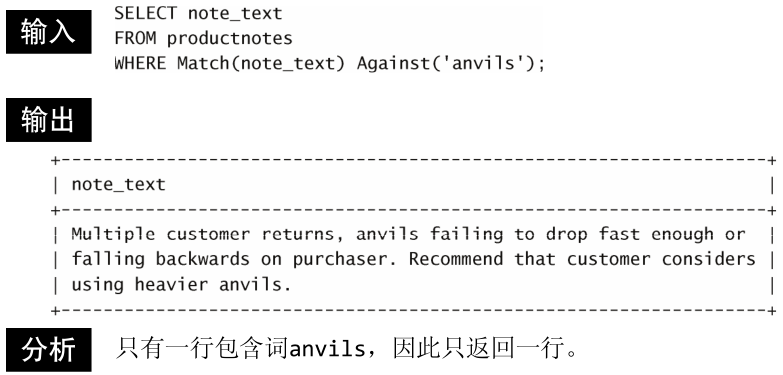 输入
SELECT note_text
FROM productnotes
WHERE Match(note_text) Against('anvils');
输出
+-------------------------------------------------------------------+
| note_text |
+-------------------------------------------------------------------+
| Multiple customer returns, anvils failing to drop fast enough or |
| falling backwards on purchaser. Recommend that customer considers |
| using heavier anvils. |
+-------------------------------------------------------------------+
分析 只有一行包含词anvils，因此只返回一行。